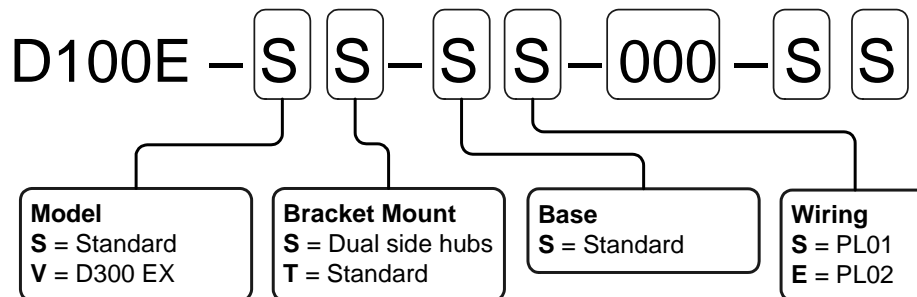 D100E – S S – S S – 000 – S S
Model
S = Standard
V = D300 EX
Bracket Mount
S = Dual side hubs
T = Standard
Base
S = Standard
Wiring
S = PL01
E = PL02